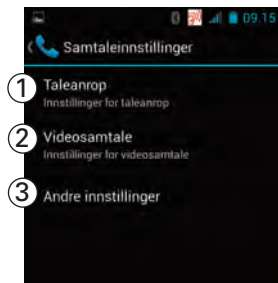 09.15
Samtaleinnstillinger
1
Taleanrop
Innstillinger for taleanrop
2
Videosamtale
Innstillinger for videosamtale
3
Andre innstillinger